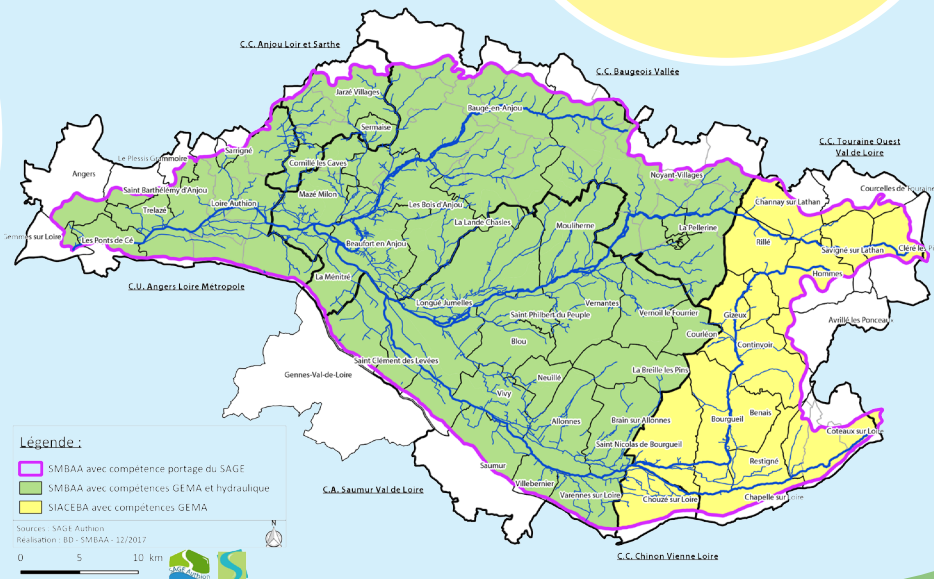 C.C. Anjou Loir et Sarthe
C.C. Baugeois Vallée
C.C. Touraine Ouest
Val de Loire
Jarzé Villages
Baugé-en-Anjou
Sermaise
Sarrigné
Le Plessis Grammoire
Angers
Cornillé les Caves
Noyant-Villages
Courcelles de Touraine
Saint Barthélemy d'Anjou
Mazé Milon
Channay sur Lathan
Trelazé
Loire Authion
Les Bois d'Anjou
La Lande Chasles
Mouliherne
La Pellerine
Gemmes sur Loire
Les Ponts de Cé
Beaufort en Anjou
Rillé
Savigné sur Lathan
Cléré les
La Ménitré
Hommes
C.U. Angers Loire Métropole
Longué Jumelles
Vernantes
Saint Philbert du Peuple
Vernoil le Fourrier
Gizeux
Avrillé les Ponceaux
Courléon
Blou
Continvoir
Saint Clément des Levées
Gennes-Val-de-Loire
La Breille les Pins
Neuillé
Vivy
Benais
Allonnes
Brain sur Allonnes
Bourgueil
Coteaux sur Loire
Saint Nicolas de Bourgueil
Restigné
Saumur
Villebernier
Varennes sur Loire
Chouzé sur Loire
Chapelle sur Loire
C.A. Saumur Val de Loire
C.C. Chinon Vienne Loire
Légende :
SMBAA avec compétence portage du SAGE
SMBAA avec compétences GEMA et hydraulique
SIACEBA avec compétences GEMA
Sources : SAGE Authion
Réalisation : BD - SMBAA - 12/2017
N
0 5 10 km
SAGE Authion